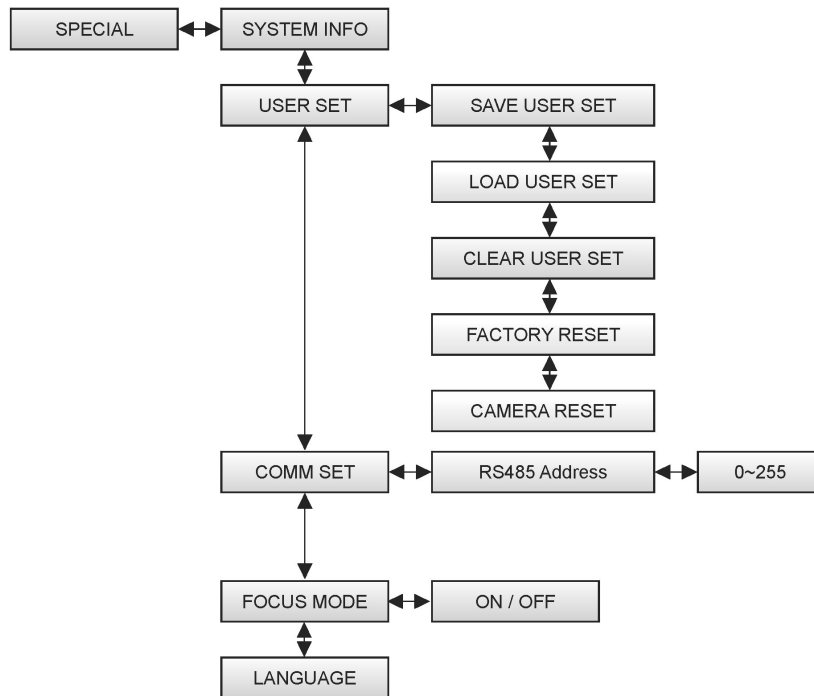 SPECIAL
SYSTEM INFO
USER SET
SAVE USER SET
LOAD USER SET
CLEAR USER SET
FACTORY RESET
CAMERA RESET
COMM SET
RS485 Address
0~255
FOCUS MODE
ON / OFF
LANGUAGE